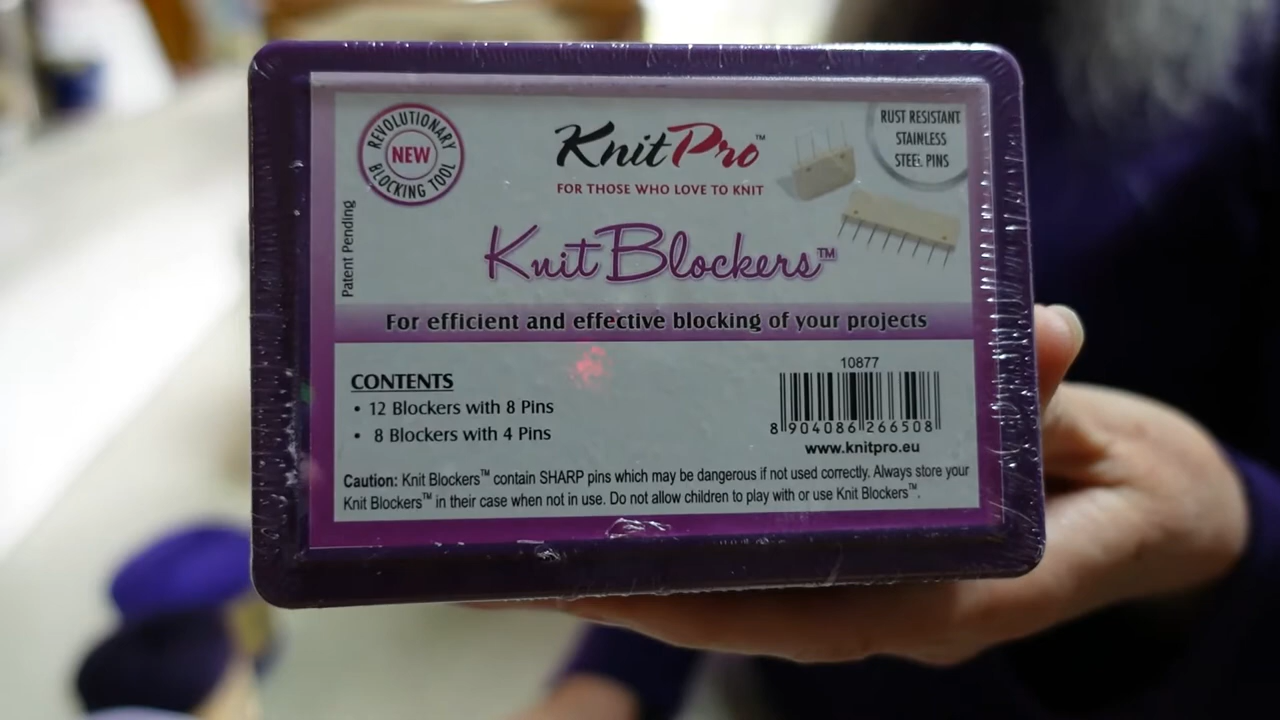 REVOLUTIONARY
NEW
BLOCKING TOOL
KnitPro™
FOR THOSE WHO LOVE TO KNIT
RUST RESISTANT
STAINLESS
STEEL PINS
Patent Pending
Knit Blockers™
For efficient and effective blocking of your projects
CONTENTS
• 12 Blockers with 8 Pins
• 8 Blockers with 4 Pins
10877
8 904086 266508
www.knitpro.eu
Caution: Knit Blockers™ contain SHARP pins which may be dangerous if not used correctly. Always store your
Knit Blockers™ in their case when not in use. Do not allow children to play with or use Knit Blockers™.